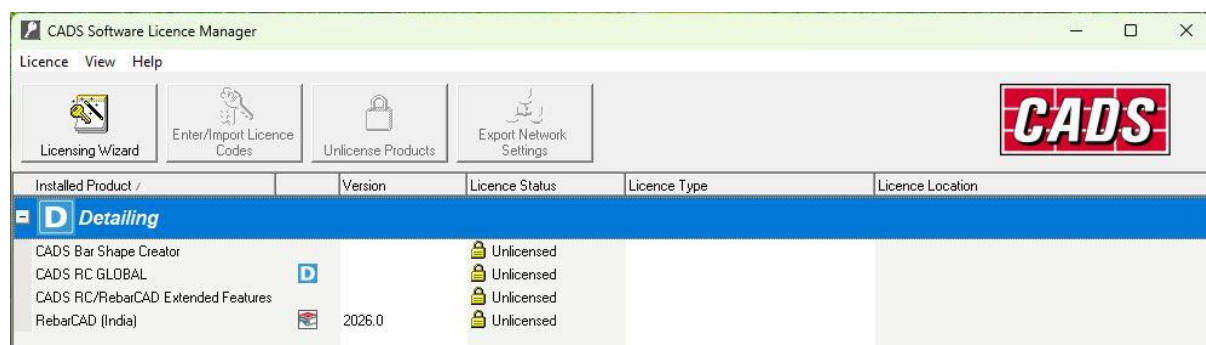 CADS Software Licence Manager
Licence View Help
Licensing Wizard
Enter/Import Licence
Codes
Unlicense Products
Export Network
Settings
CADS
Installed Product / Version Licence Status Licence Type Licence Location
D Detailing
CADS Bar Shape Creator Unlicensed
CADS RC GLOBAL D Unlicensed
CADS RC/RebarCAD Extended Features Unlicensed
RebarCAD (India) 2026.0 Unlicensed